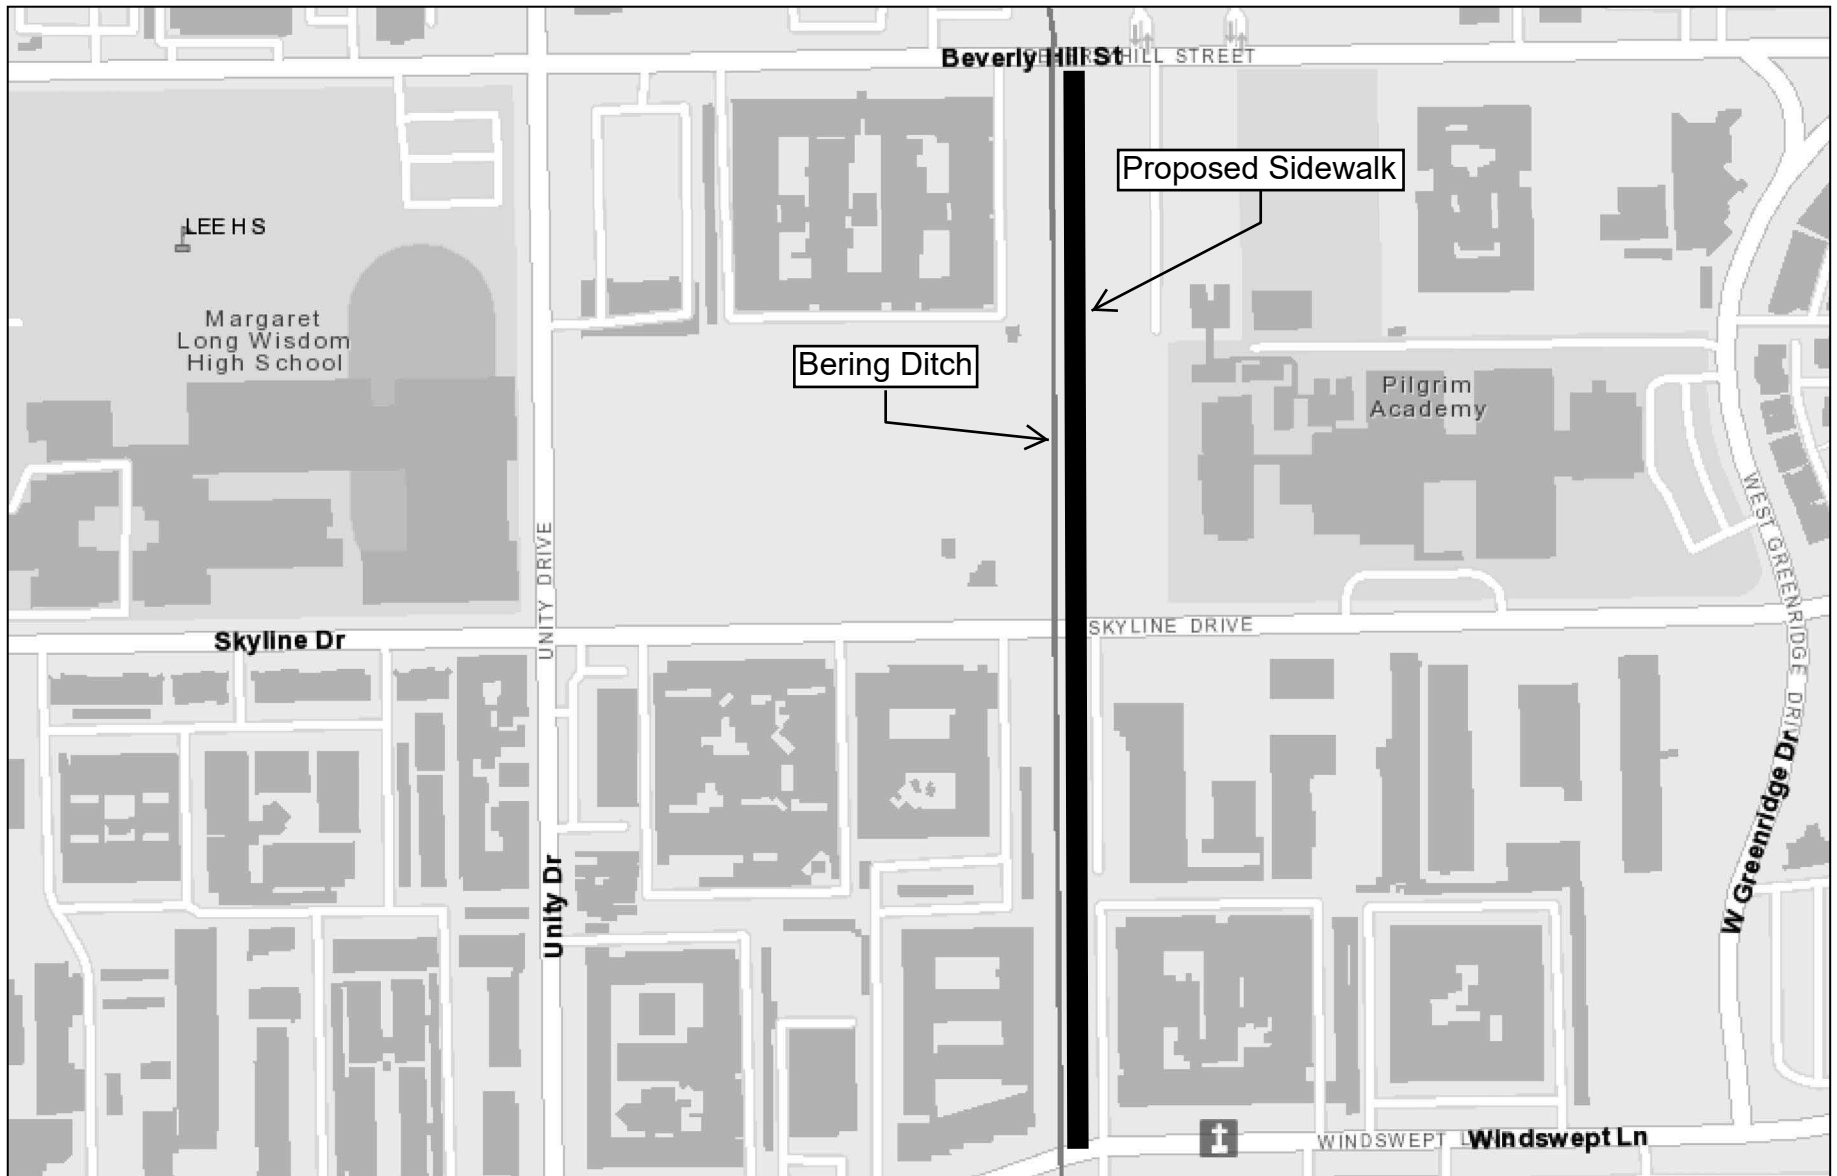 Beverly Hill St
HILL STREET
Proposed Sidewalk
LEE H S
Margaret
Long Wisdom
High School
Bering Ditch
Pilgrim
Academy
WEST GREENRIDGE DRIVE
UNITY DRIVE
SKYLINE DRIVE
Skyline Dr
W Greenridge Dr
Unity Dr
WINDSWEPT
Windswept Ln